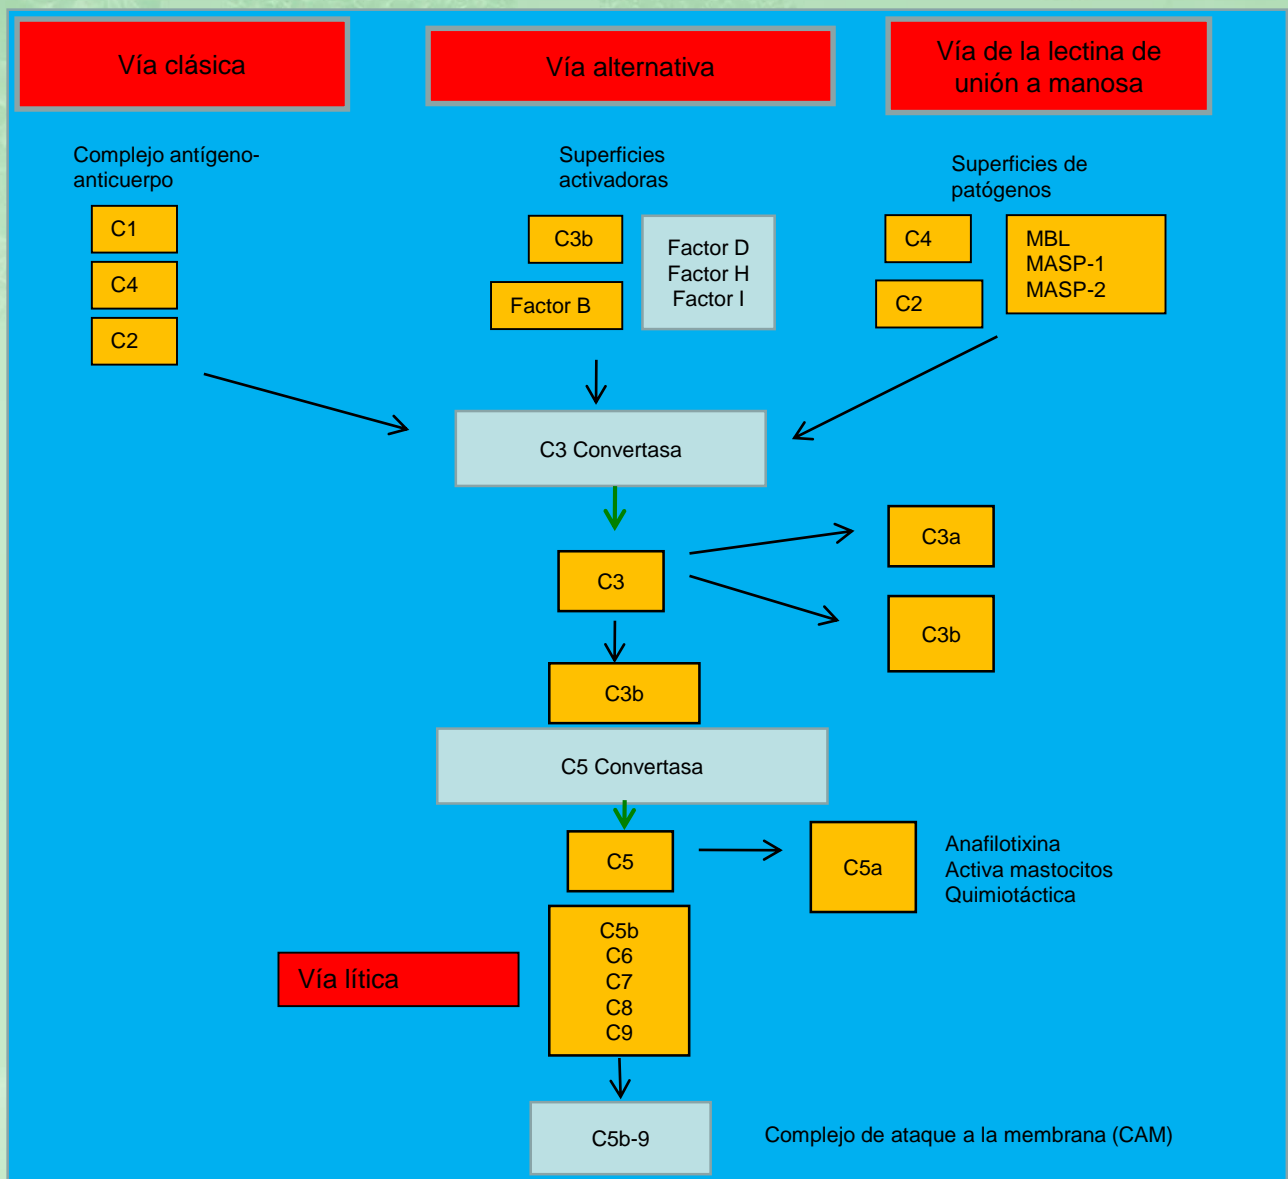 Vía clásica
Vía alternativa
Vía de la lectina de
unión a manosa
Complejo antígeno-
anticuerpo
C1
C4
C2
Superficies
activadoras
C3b
Factor B
Factor D
Factor H
Factor I
Superficies de
patógenos
C4
C2
MBL
MASP-1
MASP-2
C3 Convertasa
C3
C3a
C3b
C3b
C5 Convertasa
C5
C5a
Anafilotixina
Activa mastocitos
Quimiotáctica
Vía lítica
C5b
C6
C7
C8
C9
C5b-9
Complejo de ataque a la membrana (CAM)